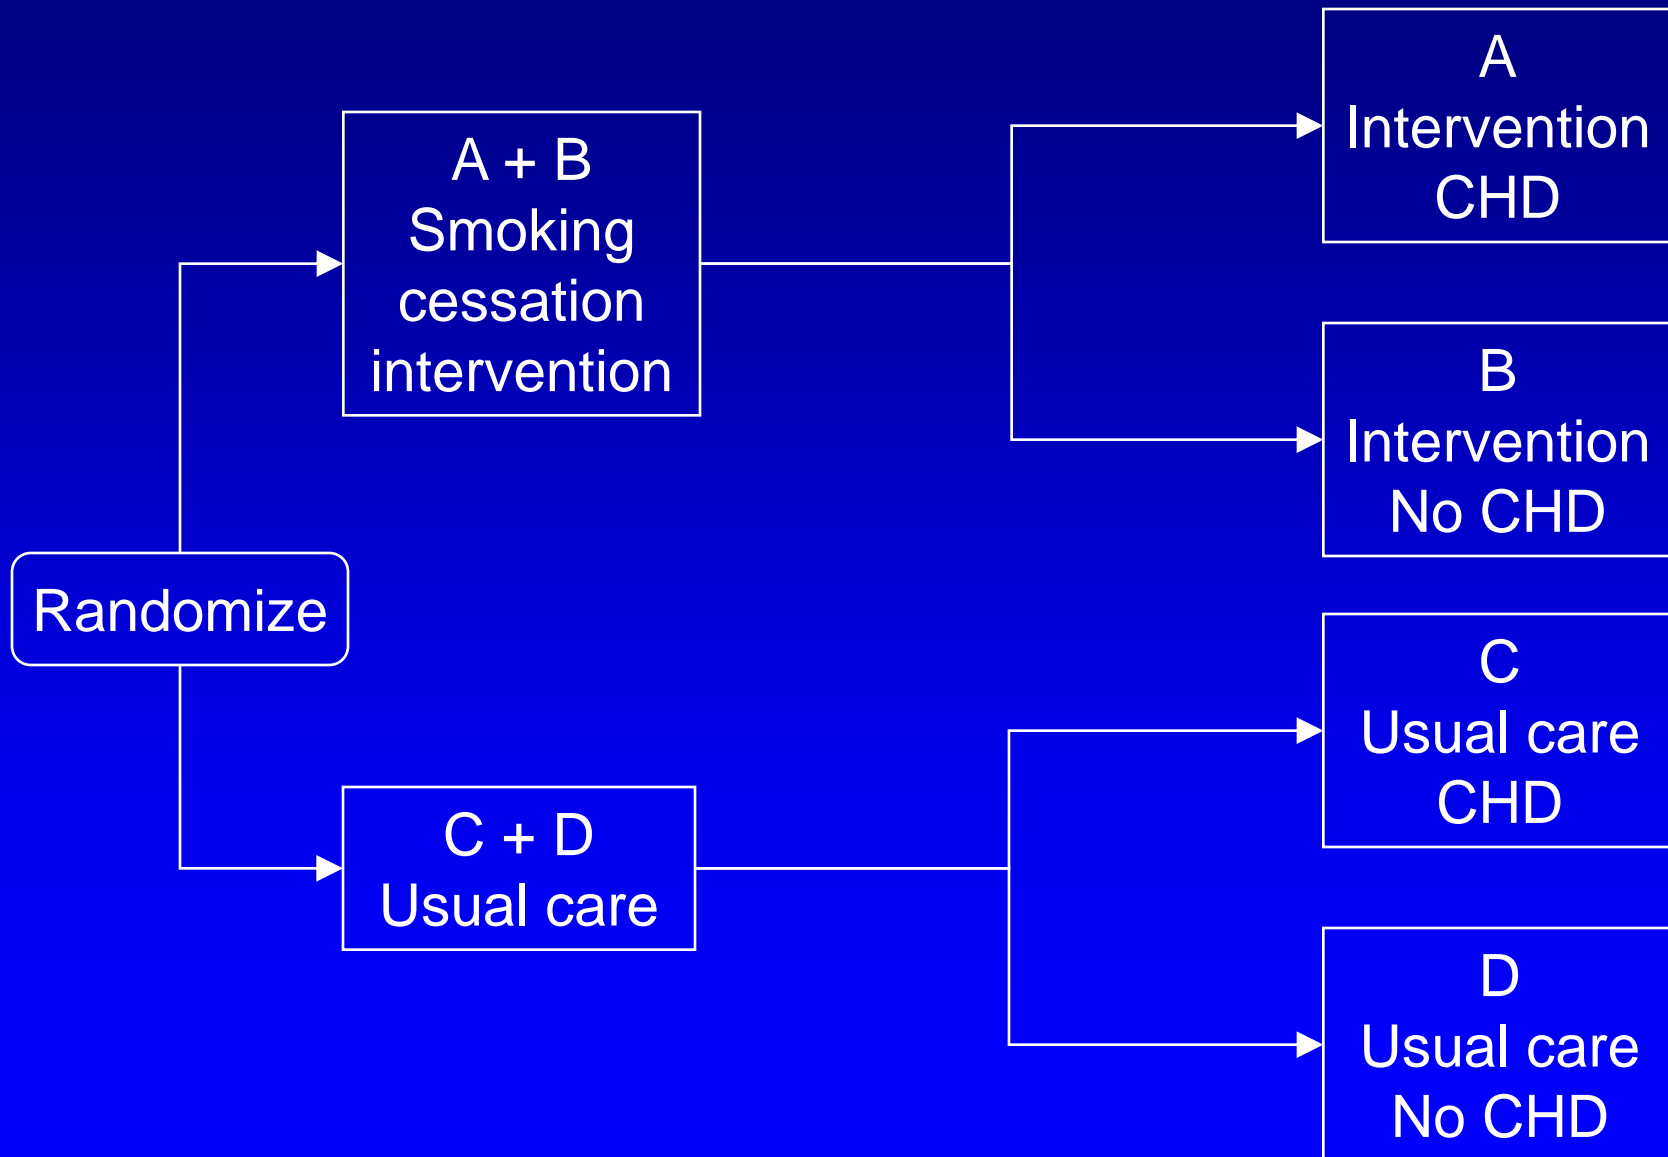 Randomize
A + B
Smoking
cessation
intervention
C + D
Usual care
A
Intervention
CHD
B
Intervention
No CHD
C
Usual care
CHD
D
Usual care
No CHD